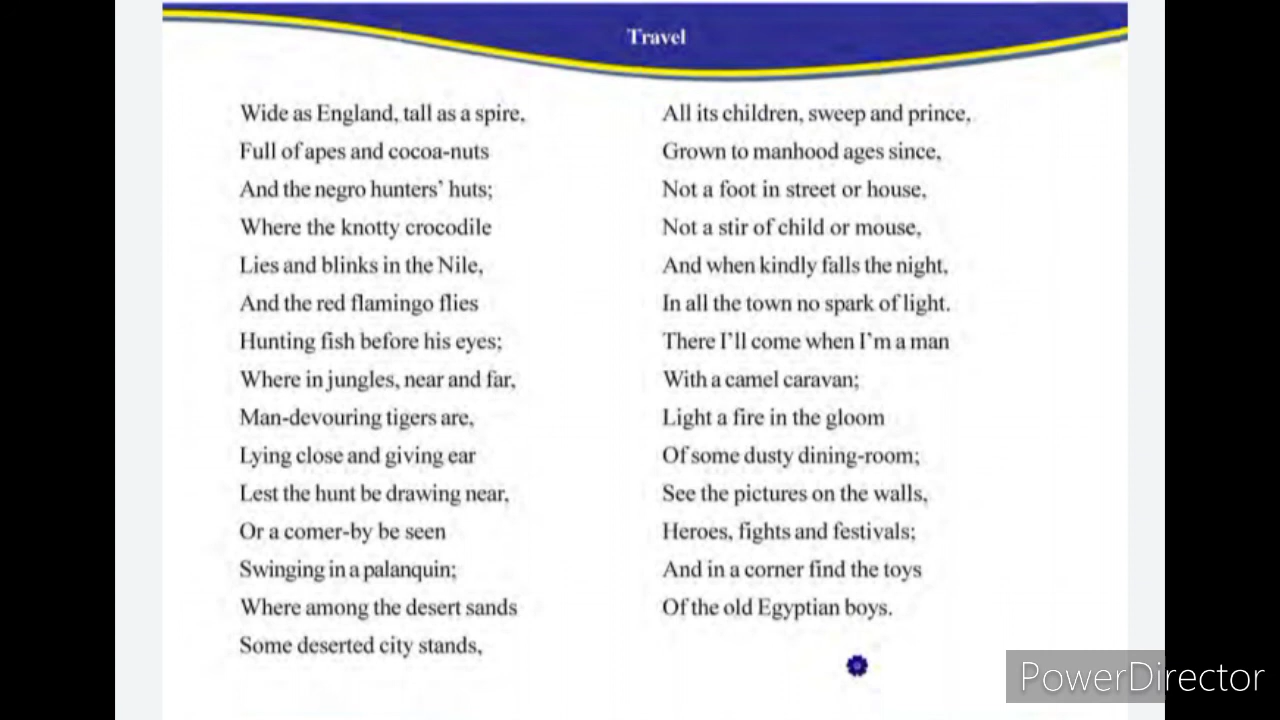 Travel
Wide as England, tall as a spire,
Full of apes and cocoa-nuts
And the negro hunters' huts;
Where the knotty crocodile
Lies and blinks in the Nile,
And the red flamingo flies
Hunting fish before his eyes;
Where in jungles, near and far,
Man-devouring tigers are,
Lying close and giving ear
Lest the hunt be drawing near,
Or a comer-by be seen
Swinging in a palanquin;
Where among the desert sands
Some deserted city stands,
All its children, sweep and prince,
Grown to manhood ages since,
Not a foot in street or house,
Not a stir of child or mouse,
And when kindly falls the night,
In all the town no spark of light.
There I'll come when I'm a man
With a camel caravan;
Light a fire in the gloom
Of some dusty dining-room;
See the pictures on the walls,
Heroes, fights and festivals;
And in a corner find the toys
Of the old Egyptian boys.
PowerDirector